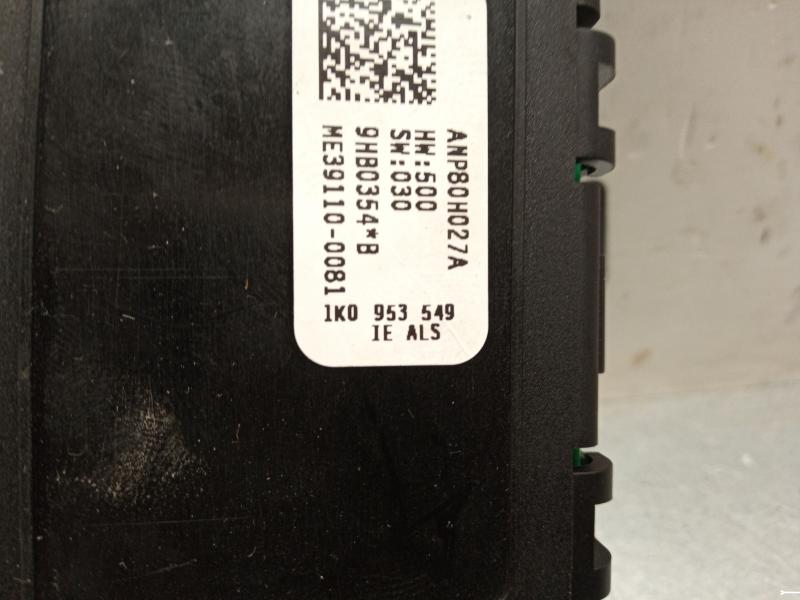 ANP80H027A
HW:500
SW:030
9HB0354*B
ME39110-0081
1K0 953 549
IE ALS